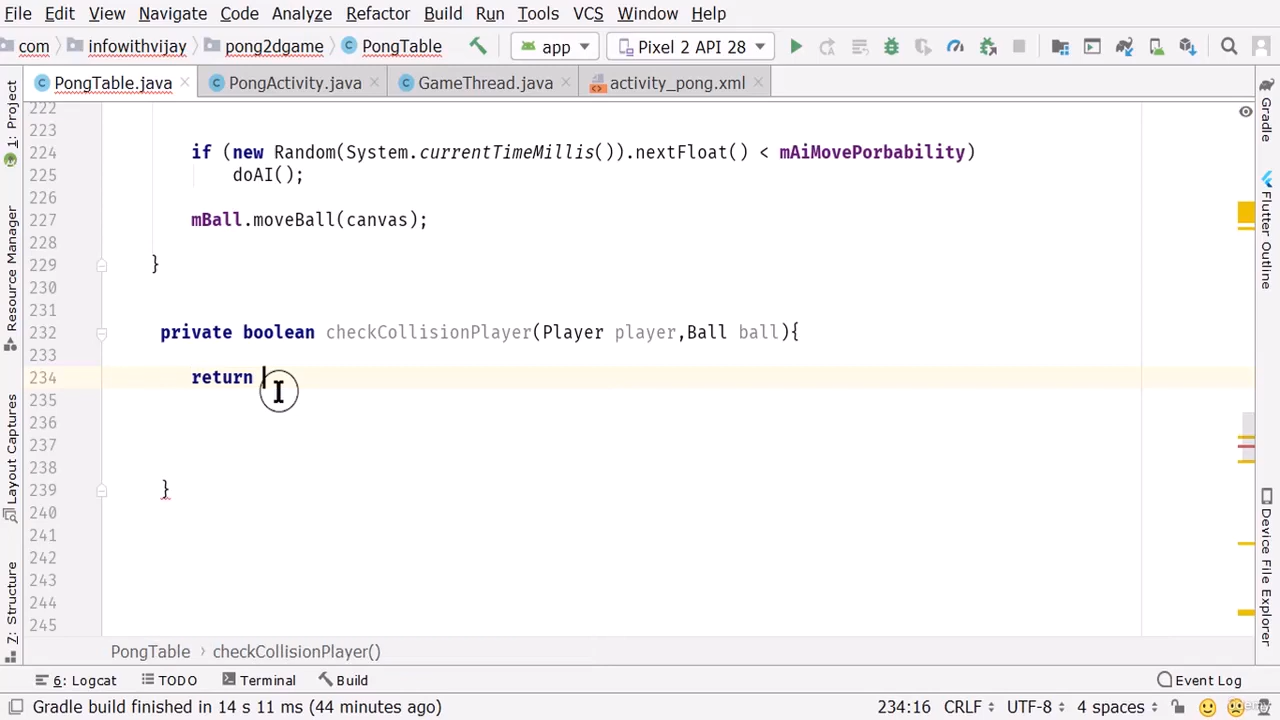 File Edit View Navigate Code Analyze Refactor Build Run Tools VCS Window Help
com infowithvijay pong2dgame PongTable app Pixel 2 API 28
PongTable.java PongActivity.java GameThread.java activity_pong.xml
222
223
224 if (new Random(System.currentTimeMillis()).nextFloat() < mAiMovePorbability)
225 doAI();
226
227 mBall.moveBall(canvas);
228
229 }
230
231
232 private boolean checkCollisionPlayer(Player player,Ball ball){
233
234 return
235
236
237
238
239 }
240
241
242
243
244
245
1: Project
Resource Manager
Layout Captures
7: Structure
Gradle
Flutter Outline
Device File Explorer
PongTable › checkCollisionPlayer()
6: Logcat TODO Terminal Build Event Log
Gradle build finished in 14 s 11 ms (44 minutes ago) 234:16 CRLF UTF-8 4 spaces